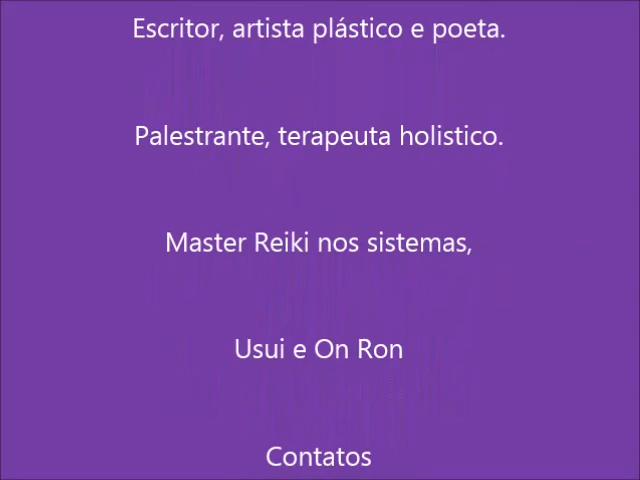 Escritor, artista plástico e poeta.
Palestrante, terapeuta holistico.
Master Reiki nos sistemas,
Usui e On Ron
Contatos